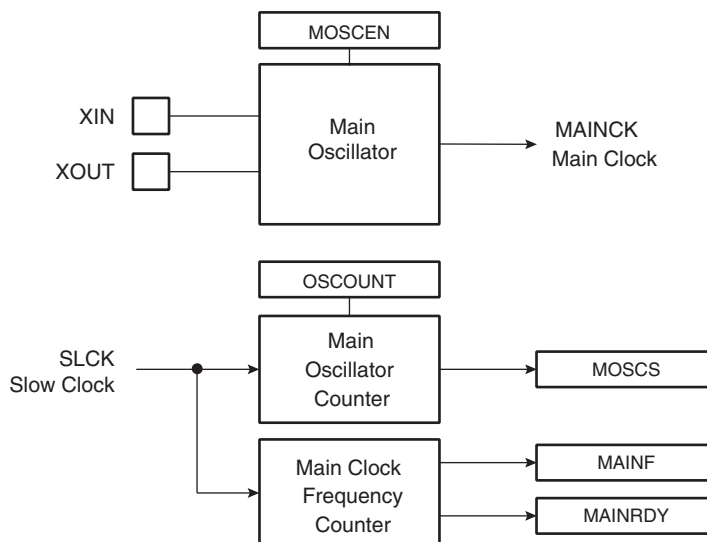 MOSCEN
XIN
XOUT
Main
Oscillator
MAINCK
Main Clock
OSCOUNT
SLCK
Slow Clock
Main
Oscillator
Counter
MOSCS
Main Clock
Frequency
Counter
MAINF
MAINRDY